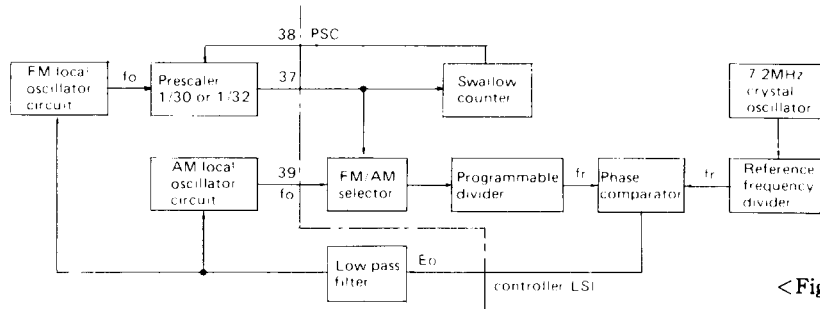 38 PSC
FM local
oscillator
circuit
fo
Prescaler
1/30 or 1/32
37
Swallow
counter
7.2MHz
crystal
oscillator
AM local
oscillator
circuit
39
fo
FM/AM
selector
Programmable
divider
fr
Phase
comparator
fr
Reference
frequency
divider
Low pass
filter
Eo
controller LSI
<Fig